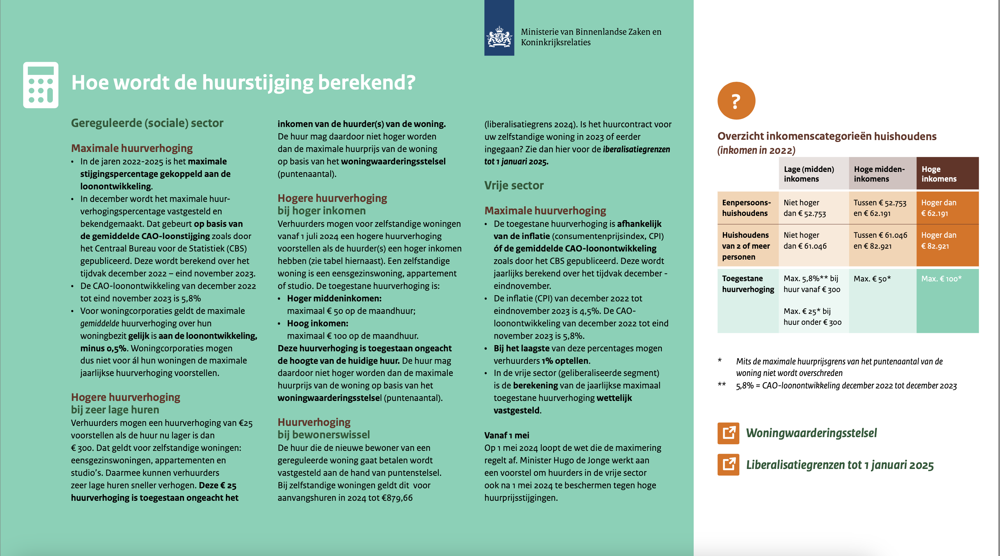 Ministerie van Binnenlandse Zaken en
Koninkrijksrelaties
Hoe wordt de huurstijging berekend?
Gereguleerde (sociale) sector
Maximale huurverhoging
• In de jaren 2022-2025 is het maximale
stijgingspercentage gekoppeld aan de
loonontwikkeling.
• In december wordt het maximale huur-
verhogingspercentage vastgesteld en
bekendgemaakt. Dat gebeurt op basis van
de gemiddelde CAO-loonstijging zoals door
het Centraal Bureau voor de Statistiek (CBS)
gepubliceerd. Deze wordt berekend over het
tijdvak december 2022 – eind november 2023.
• De CAO-loonontwikkeling van december 2022
tot eind november 2023 is 5,8%
• Voor woningcorporaties geldt de maximale
gemiddelde huurverhoging over hun
woningbezit gelijk is aan de loonontwikkeling,
minus 0,5%. Woningcorporaties mogen
dus niet voor ál hun woningen de maximale
jaarlijkse huurverhoging voorstellen.
Hogere huurverhoging
bij zeer lage huren
Verhuurders mogen een huurverhoging van €25
voorstellen als de huur nu lager is dan
€ 300. Dat geldt voor zelfstandige woningen:
eensgezinswoningen, appartementen en
studio's. Daarmee kunnen verhuurders
zeer lage huren sneller verhogen. Deze € 25
huurverhoging is toegestaan ongeacht het
inkomen van de huurder(s) van de woning.
De huur mag daardoor niet hoger worden
dan de maximale huurprijs van de woning
op basis van het woningwaarderingsstelsel
(puntenaantal).
Hogere huurverhoging
bij hoger inkomen
Verhuurders mogen voor zelfstandige woningen
vanaf 1 juli 2024 een hogere huurverhoging
voorstellen als de huurder(s) een hoger inkomen
hebben (zie tabel hiernaast). Een zelfstandige
woning is een eensgezinswoning, appartement
of studio. De toegestane huurverhoging is:
• Hoger middeninkomen:
maximaal € 50 op de maandhuur;
• Hoog inkomen:
maximaal € 100 op de maandhuur.
Deze huurverhoging is toegestaan ongeacht
de hoogte van de huidige huur. De huur mag
daardoor niet hoger worden dan de maximale
huurprijs van de woning op basis van het
woningwaarderingsstelsel (puntenaantal).
Huurverhoging
bij bewonerswissel
De huur die de nieuwe bewoner van een
gereguleerde woning gaat betalen wordt
vastgesteld aan de hand van puntenstelsel.
Bij zelfstandige woningen geldt dit voor
aanvangshuren in 2024 tot €879,66
(liberalisatiegrens 2024). Is het huurcontract voor
uw zelfstandige woning in 2023 of eerder
ingegaan? Zie dan hier voor de iberalisatiegrenzen
tot 1 januari 2025.
Vrije sector
Maximale huurverhoging
• De toegestane huurverhoging is afhankelijk
van de inflatie (consumentenprijsindex, CPI)
óf de gemiddelde CAO-loonontwikkeling
zoals door het CBS gepubliceerd. Deze wordt
jaarlijks berekend over het tijdvak december -
eindnovember.
• De inflatie (CPI) van december 2022 tot
eindnovember 2023 is 4,5%. De CAO-
loonontwikkeling van december 2022 tot eind
november 2023 is 5,8%.
• Bij het laagste van deze percentages mogen
verhuurders 1% optellen.
• In de vrije sector (geliberaliseerde segment)
is de berekening van de jaarlijkse maximaal
toegestane huurverhoging wettelijk
vastgesteld.
Vanaf 1 mei
Op 1 mei 2024 loopt de wet die de maximering
regelt af. Minister Hugo de Jonge werkt aan
een voorstel om huurders in de vrije sector
ook na 1 mei 2024 te beschermen tegen hoge
huurprijsstijgingen.
?
Overzicht inkomenscategorieën huishoudens
(inkomen in 2022)
Lage (midden)
inkomens
Hoge midden-
inkomens
Hoge
inkomens
Eenpersoons-
huishoudens
Niet hoger
dan € 52.753
Tussen € 52.753
en € 62.191
Hoger dan
€ 62.191
Huishoudens
van 2 of meer
personen
Niet hoger
dan € 61.046
Tussen € 61.046
en € 82.921
Hoger dan
€ 82.921
Toegestane
huurverhoging
Max. 5,8%** bij
huur vanaf € 300
Max. € 25* bij
huur onder € 300
Max. € 50*
Max. € 100*
* Mits de maximale huurprijsgrens van het puntenaantal van de
woning niet wordt overschreden
** 5,8% = CAO-loonontwikkeling december 2022 tot december 2023
Woningwaarderingsstelsel
Liberalisatiegrenzen tot 1 januari 2025